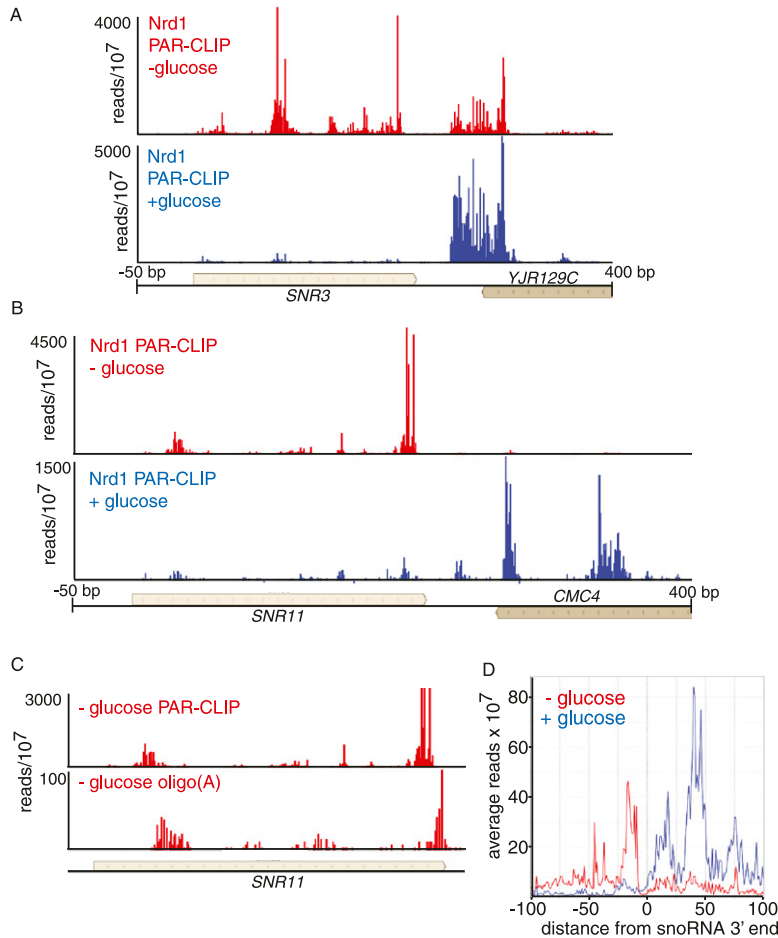 A
4000
Nrd1
PAR-CLIP
-glucose
reads/10⁷
5000
Nrd1
PAR-CLIP
+glucose
reads/10⁷
-50 bp
400 bp
SNR3
YJR129C
B
4500
Nrd1 PAR-CLIP
- glucose
reads/10⁷
1500
Nrd1 PAR-CLIP
+ glucose
reads/10⁷
-50 bp
400 bp
SNR11
CMC4
C
3000
- glucose PAR-CLIP
100
- glucose oligo(A)
reads/10⁷
SNR11
D
- glucose
+ glucose
average reads x 10⁷
80
60
40
20
-100
-50
0
50
100
distance from snoRNA 3' end